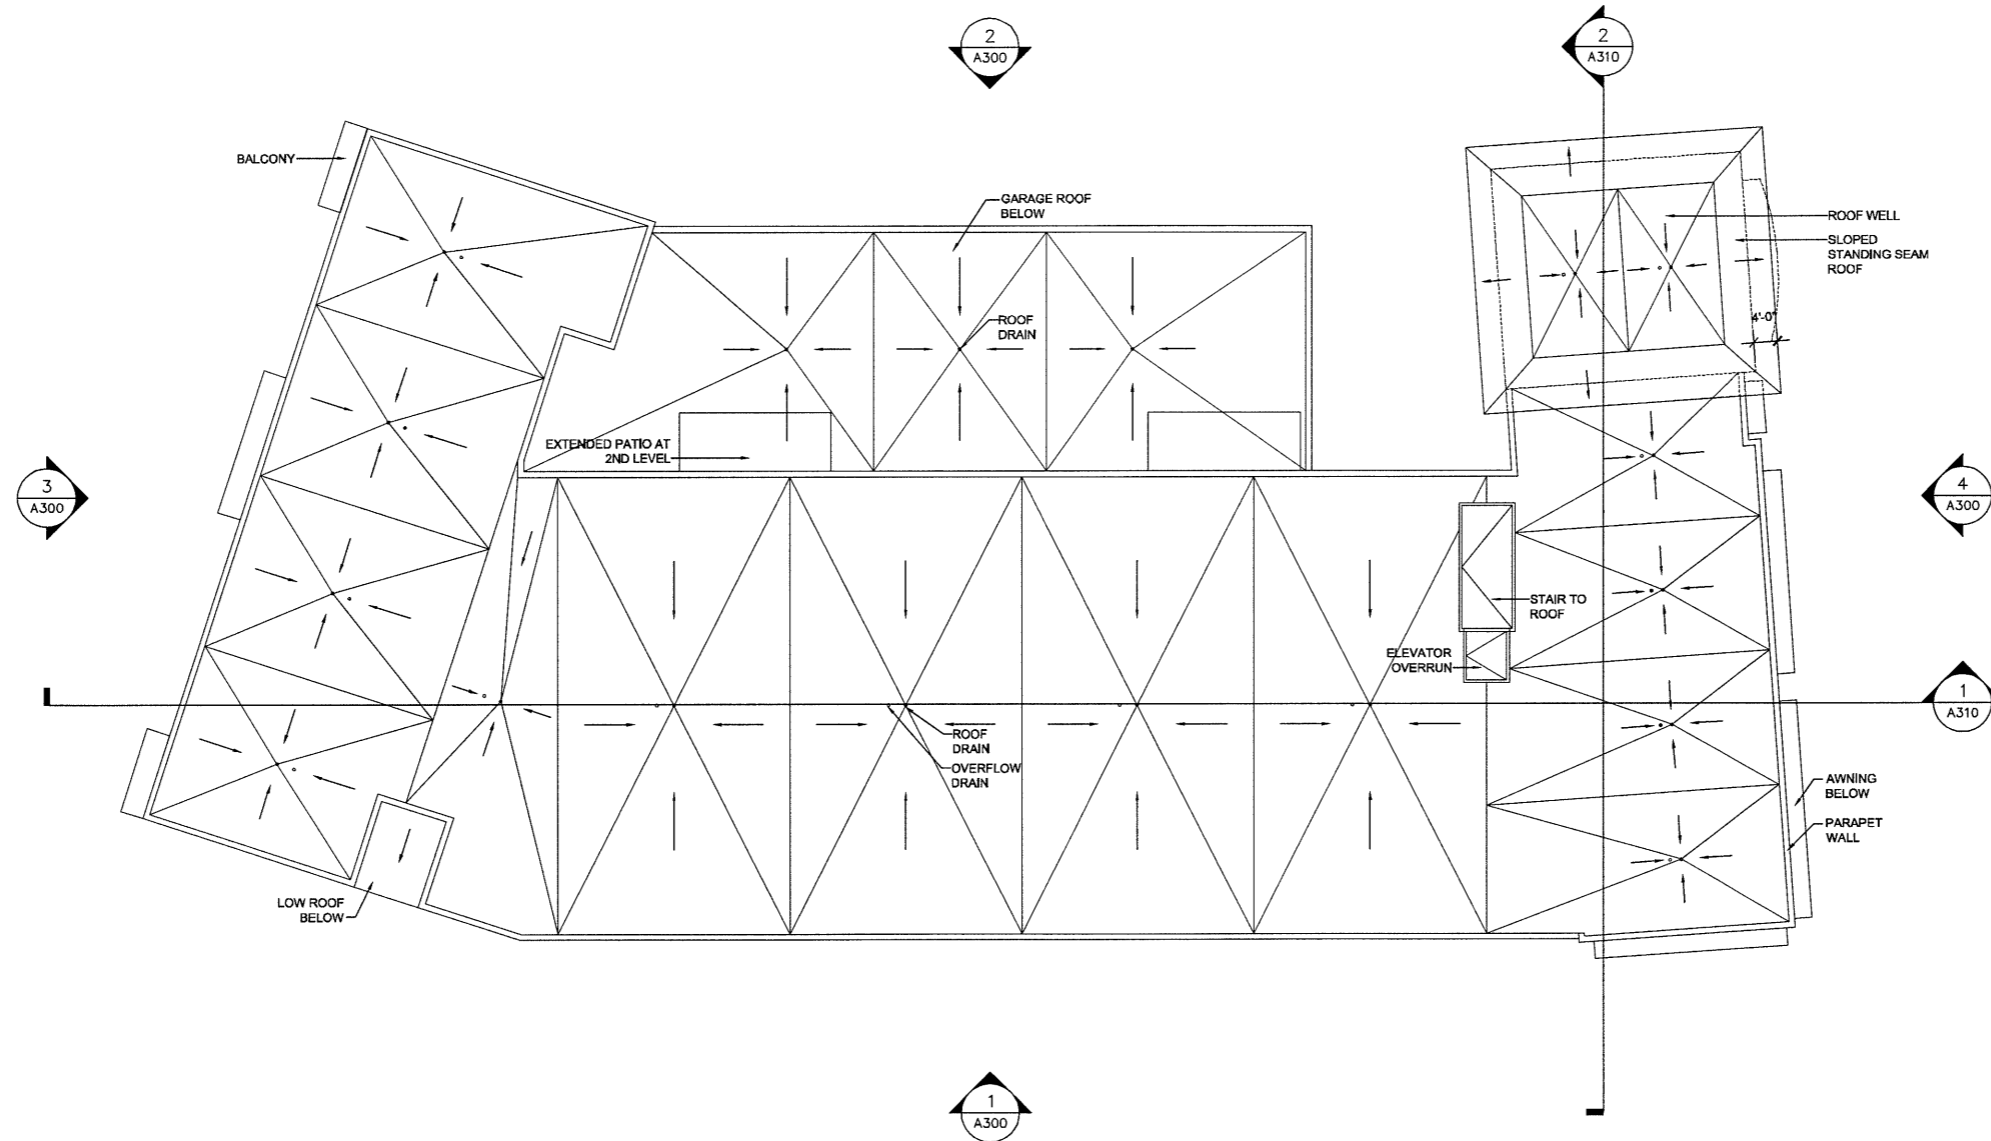 2
A300
2
A310
BALCONY
GARAGE ROOF
BELOW
ROOF WELL
SLOPED
STANDING SEAM
ROOF
ROOF
DRAIN
4'-0"
EXTENDED PATIO AT
2ND LEVEL
3
A300
4
A300
STAIR TO
ROOF
ELEVATOR
OVERRUN
1
A310
ROOF
DRAIN
OVERFLOW
DRAIN
AWNING
BELOW
PARAPET
WALL
LOW ROOF
BELOW
1
A300